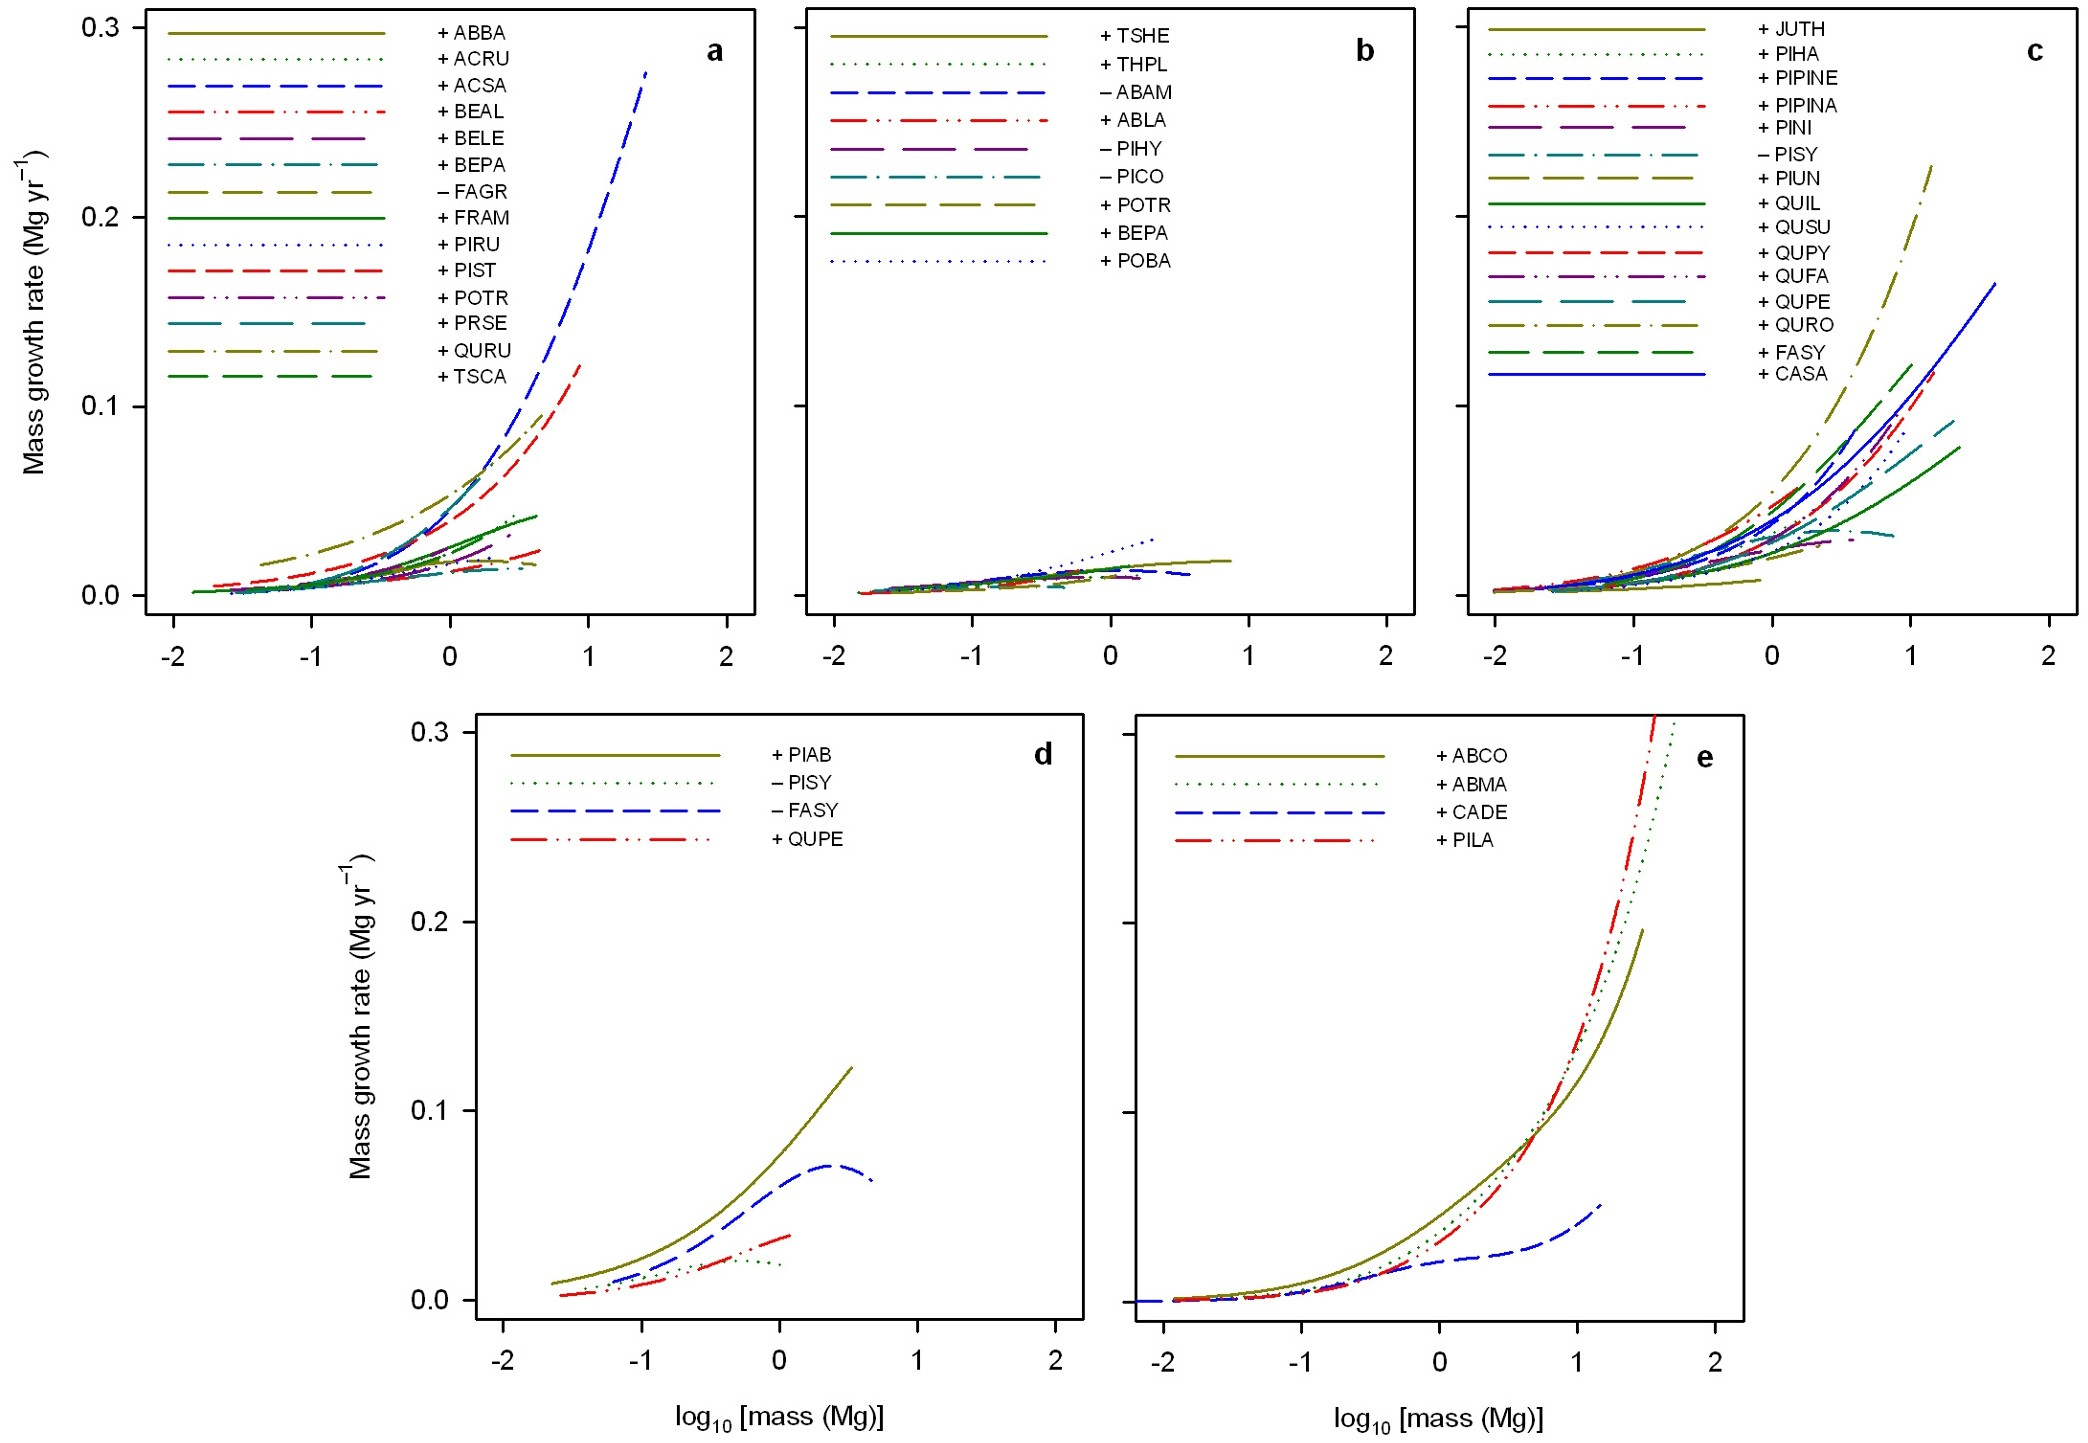 Mass growth rate (Mg yr⁻¹)
0.3
0.2
0.1
0.0
a
+ ABBA
+ ACRU
+ ACSA
+ BEAL
+ BELE
+ BEPA
– FAGR
+ FRAM
+ PIRU
+ PIST
+ POTR
+ PRSE
+ QURU
+ TSCA
-2 -1 0 1 2
b
+ TSHE
+ THPL
– ABAM
+ ABLA
– PIHY
– PICO
+ POTR
+ BEPA
+ POBA
-2 -1 0 1 2
c
+ JUTH
+ PIHA
+ PIPINE
+ PIPINA
+ PINI
– PISY
+ PIUN
+ QUIL
+ QUSU
+ QUPY
+ QUFA
+ QUPE
+ QURO
+ FASY
+ CASA
-2 -1 0 1 2
Mass growth rate (Mg yr⁻¹)
0.3
0.2
0.1
0.0
d
+ PIAB
– PISY
– FASY
+ QUPE
-2 -1 0 1 2
log₁₀ [mass (Mg)]
e
+ ABCO
+ ABMA
+ CADE
+ PILA
-2 -1 0 1 2
log₁₀ [mass (Mg)]